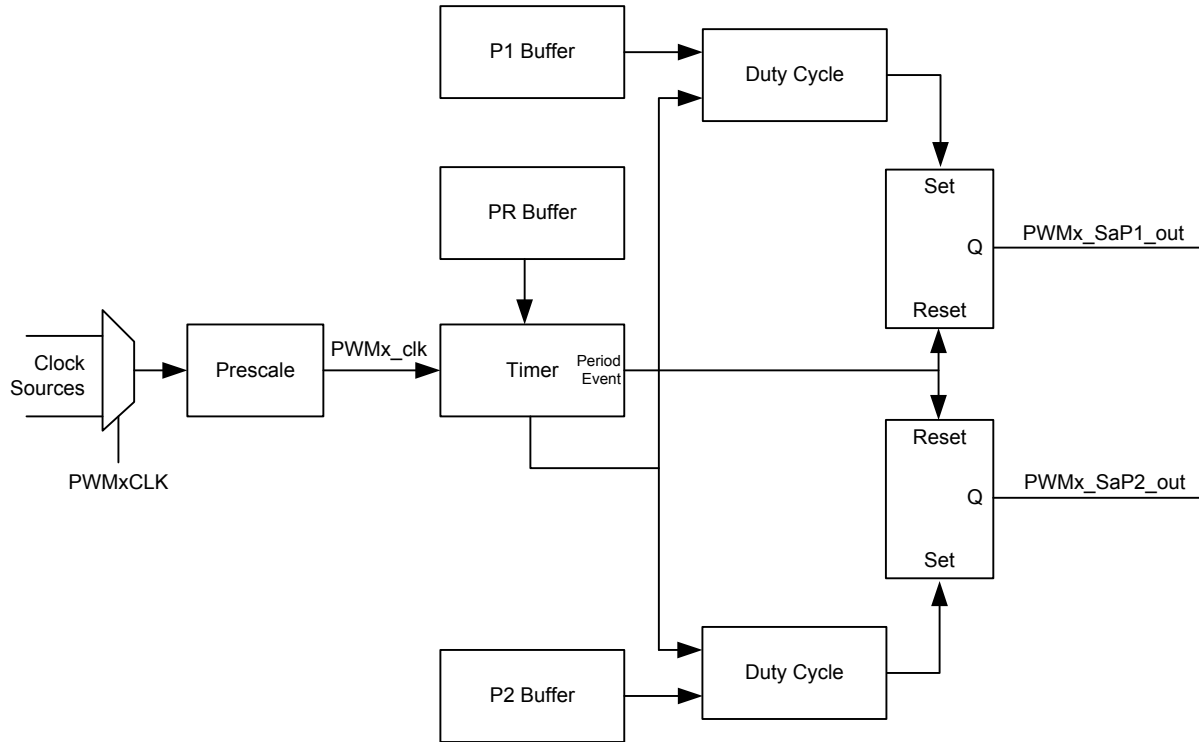 P1 Buffer
Duty Cycle
PR Buffer
Set
Q
PWMx_SaP1_out
Reset
Clock
Sources
Prescale
PWMx_clk
Timer
Period
Event
PWMxCLK
Reset
Q
PWMx_SaP2_out
Set
P2 Buffer
Duty Cycle